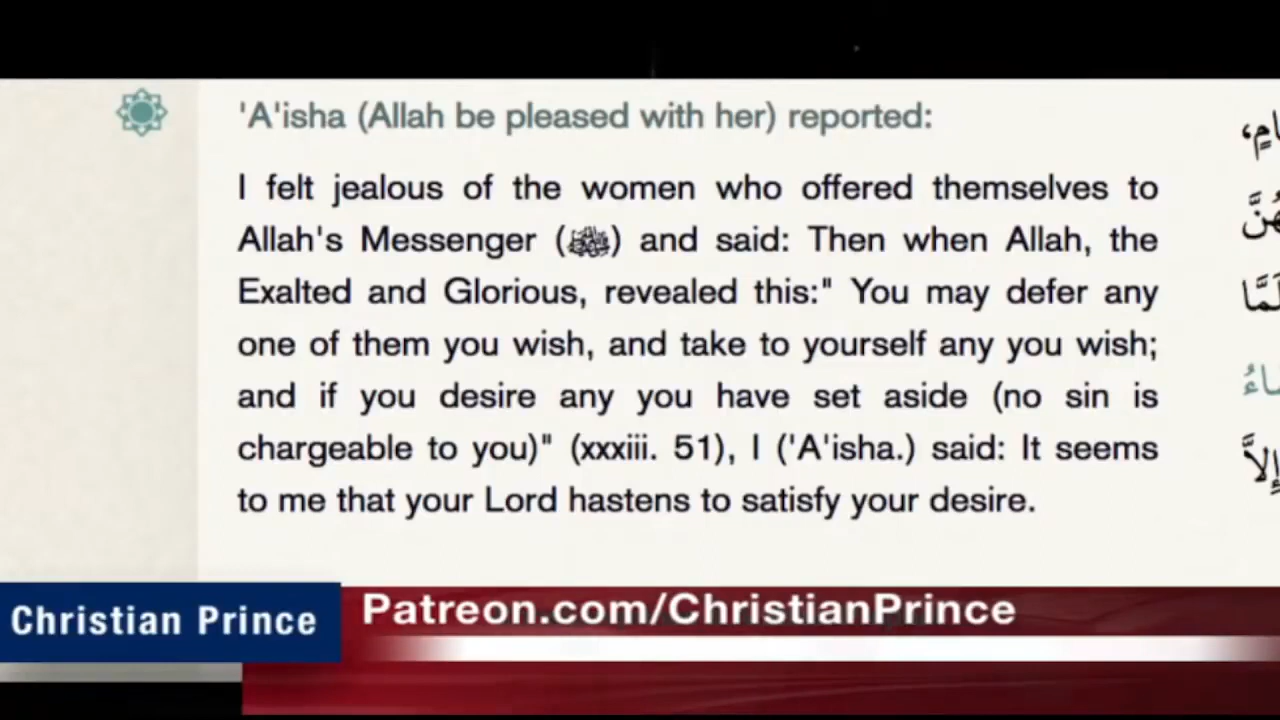 'A'isha (Allah be pleased with her) reported:
I felt jealous of the women who offered themselves to
Allah's Messenger (ﷺ) and said: Then when Allah, the
Exalted and Glorious, revealed this:" You may defer any
one of them you wish, and take to yourself any you wish;
and if you desire any you have set aside (no sin is
chargeable to you)" (xxxiii. 51), I ('A'isha.) said: It seems
to me that your Lord hastens to satisfy your desire.
Christian Prince
Patreon.com/ChristianPrince